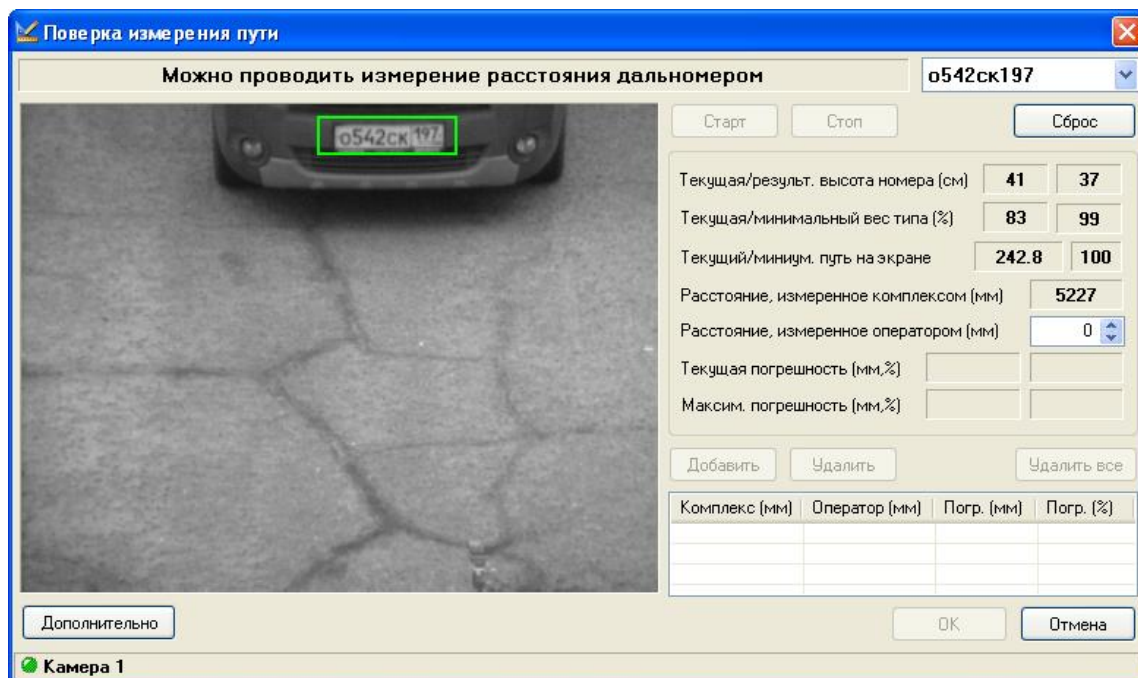 Поверка измерения пути
Можно проводить измерение расстояния дальномером
о542ск197
о542ск 197
Старт
Стоп
Сброс
Текущая/результ. высота номера (см) 41 37
Текущая/минимальный вес типа (%) 83 99
Текущий/миниум. путь на экране 242.8 100
Расстояние, измеренное комплексом (мм) 5227
Расстояние, измеренное оператором (мм) 0
Текущая погрешность (мм,%)
Максим. погрешность (мм,%)
Добавить
Удалить
Удалить все
Комплекс (мм) Оператор (мм) Погр. (мм) Погр. (%)
Дополнительно
OK
Отмена
Камера 1